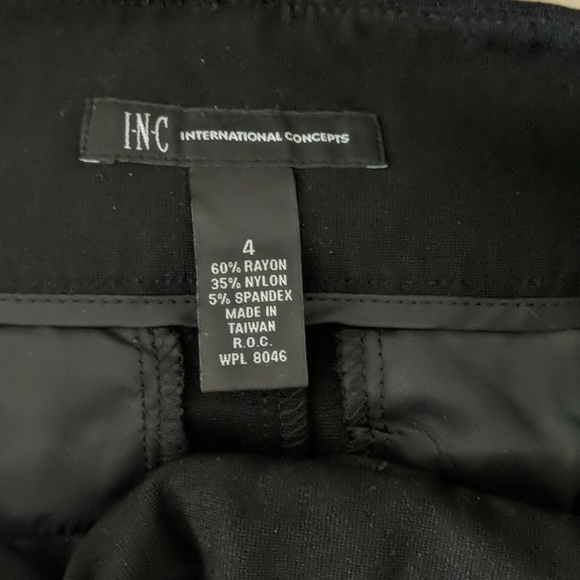 I·N·C INTERNATIONAL CONCEPTS
4
60% RAYON
35% NYLON
5% SPANDEX
MADE IN
TAIWAN
R.O.C.
WPL 8046